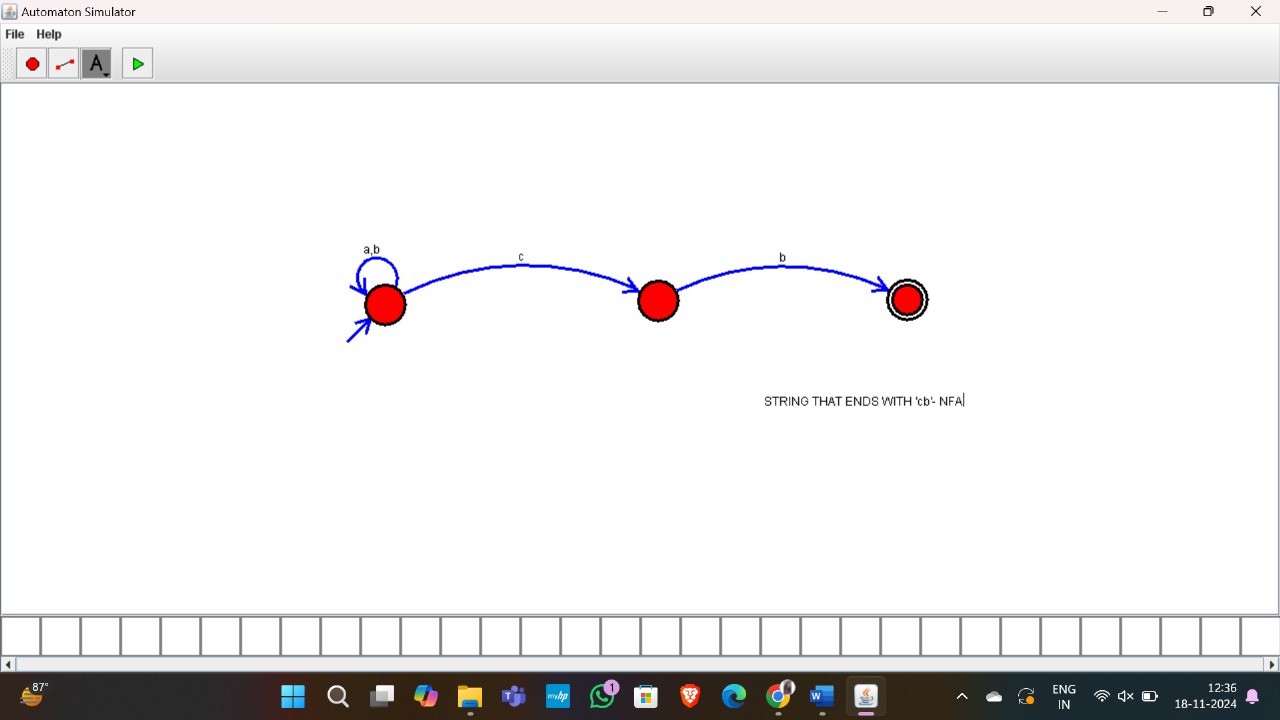 Automaton Simulator
File Help
A
a,b
c
b
STRING THAT ENDS WITH 'cb'- NFA
87°
myhp
1
W
ENG
IN
12:36
18-11-2024